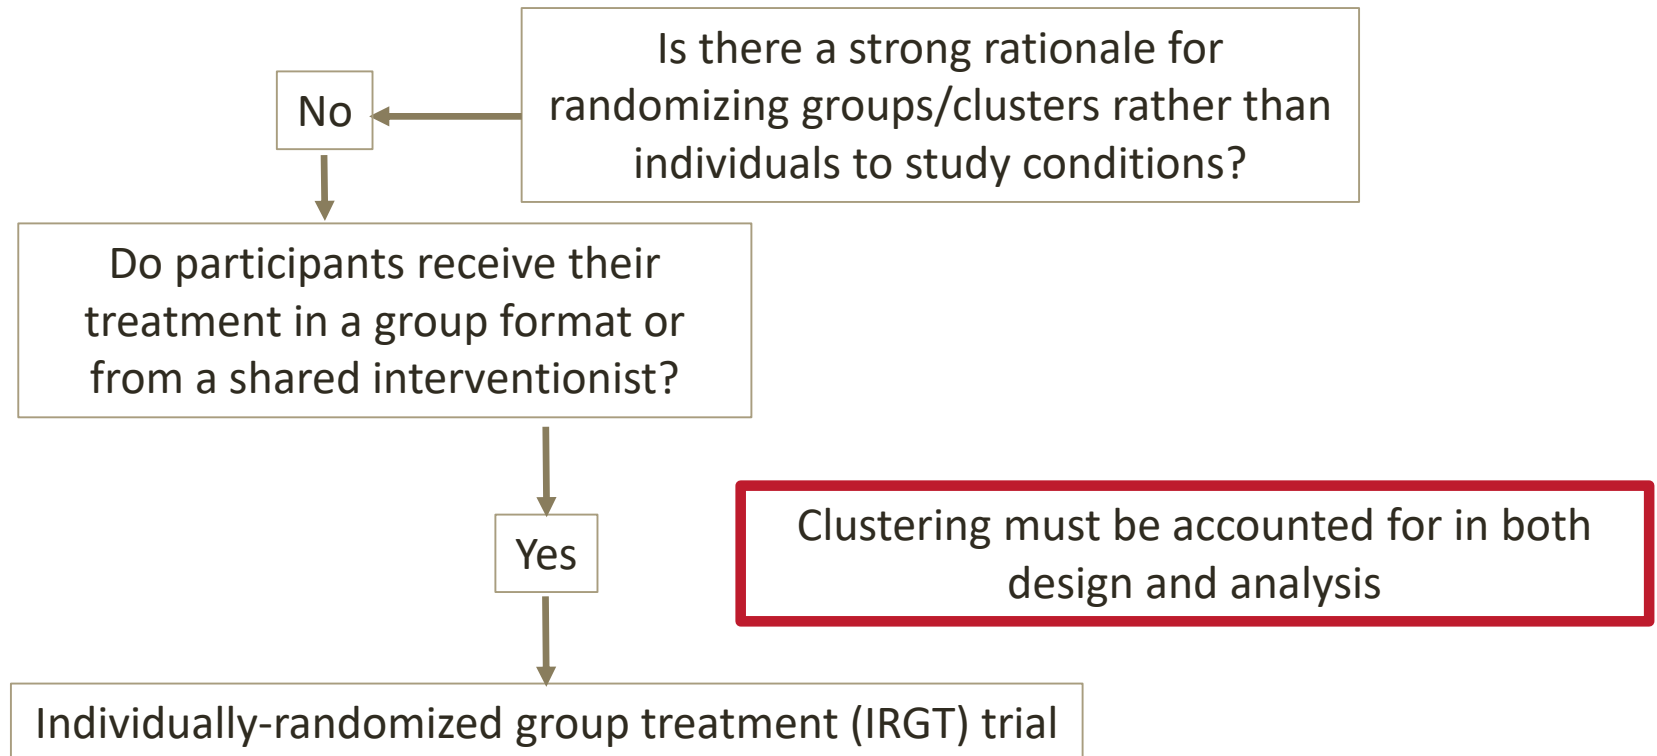 Is there a strong rationale for
randomizing groups/clusters rather than
individuals to study conditions?
No
Do participants receive their
treatment in a group format or
from a shared interventionist?
Yes
Clustering must be accounted for in both
design and analysis
Individually-randomized group treatment (IRGT) trial